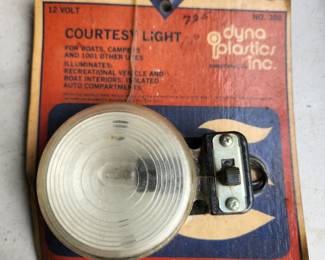 12 VOLT
NO. 300
COURTESY LIGHT
FOR BOATS, CAMPERS
AND 1001 OTHER USES
ILLUMINATES:
RECREATIONAL VEHICLE AND
BOAT INTERIORS, ISOLATED
AUTO COMPARTMENTS.
dyna
plastics
inc.